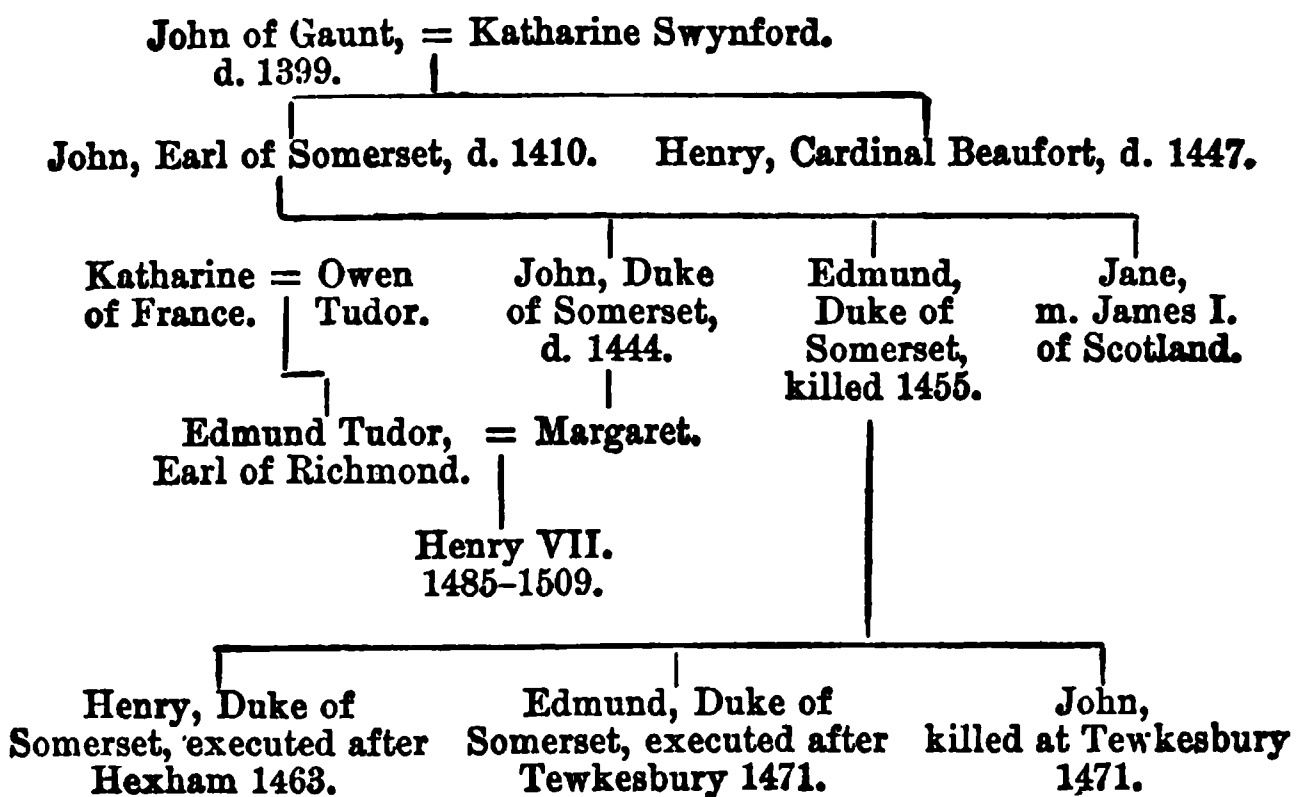 John of Gaunt, = Katharine Swynford.
d. 1399.
John, Earl of Somerset, d. 1410. Henry, Cardinal Beaufort, d. 1447.
Katharine = Owen
of France. Tudor.
John, Duke
of Somerset,
d. 1444.
Edmund,
Duke of
Somerset,
killed 1455.
Jane,
m. James I.
of Scotland.
Edmund Tudor, = Margaret.
Earl of Richmond.
Henry VII.
1485–1509.
Henry, Duke of
Somerset, executed after
Hexham 1463.
Edmund, Duke of
Somerset, executed after
Tewkesbury 1471.
John,
killed at Tewkesbury
1471.